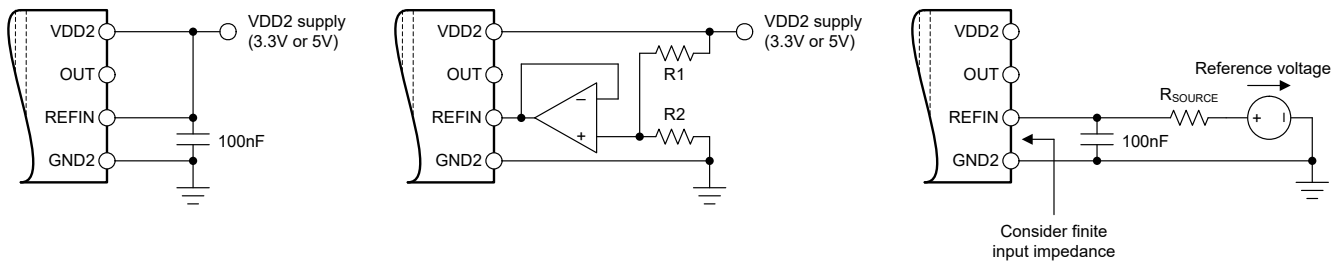 VDD2
OUT
REFIN
GND2
VDD2 supply
(3.3V or 5V)
100nF
VDD2
OUT
REFIN
GND2
VDD2 supply
(3.3V or 5V)
R1
R2
−
+
VDD2
OUT
REFIN
GND2
Reference voltage
RSOURCE
+
−
100nF
Consider finite
input impedance